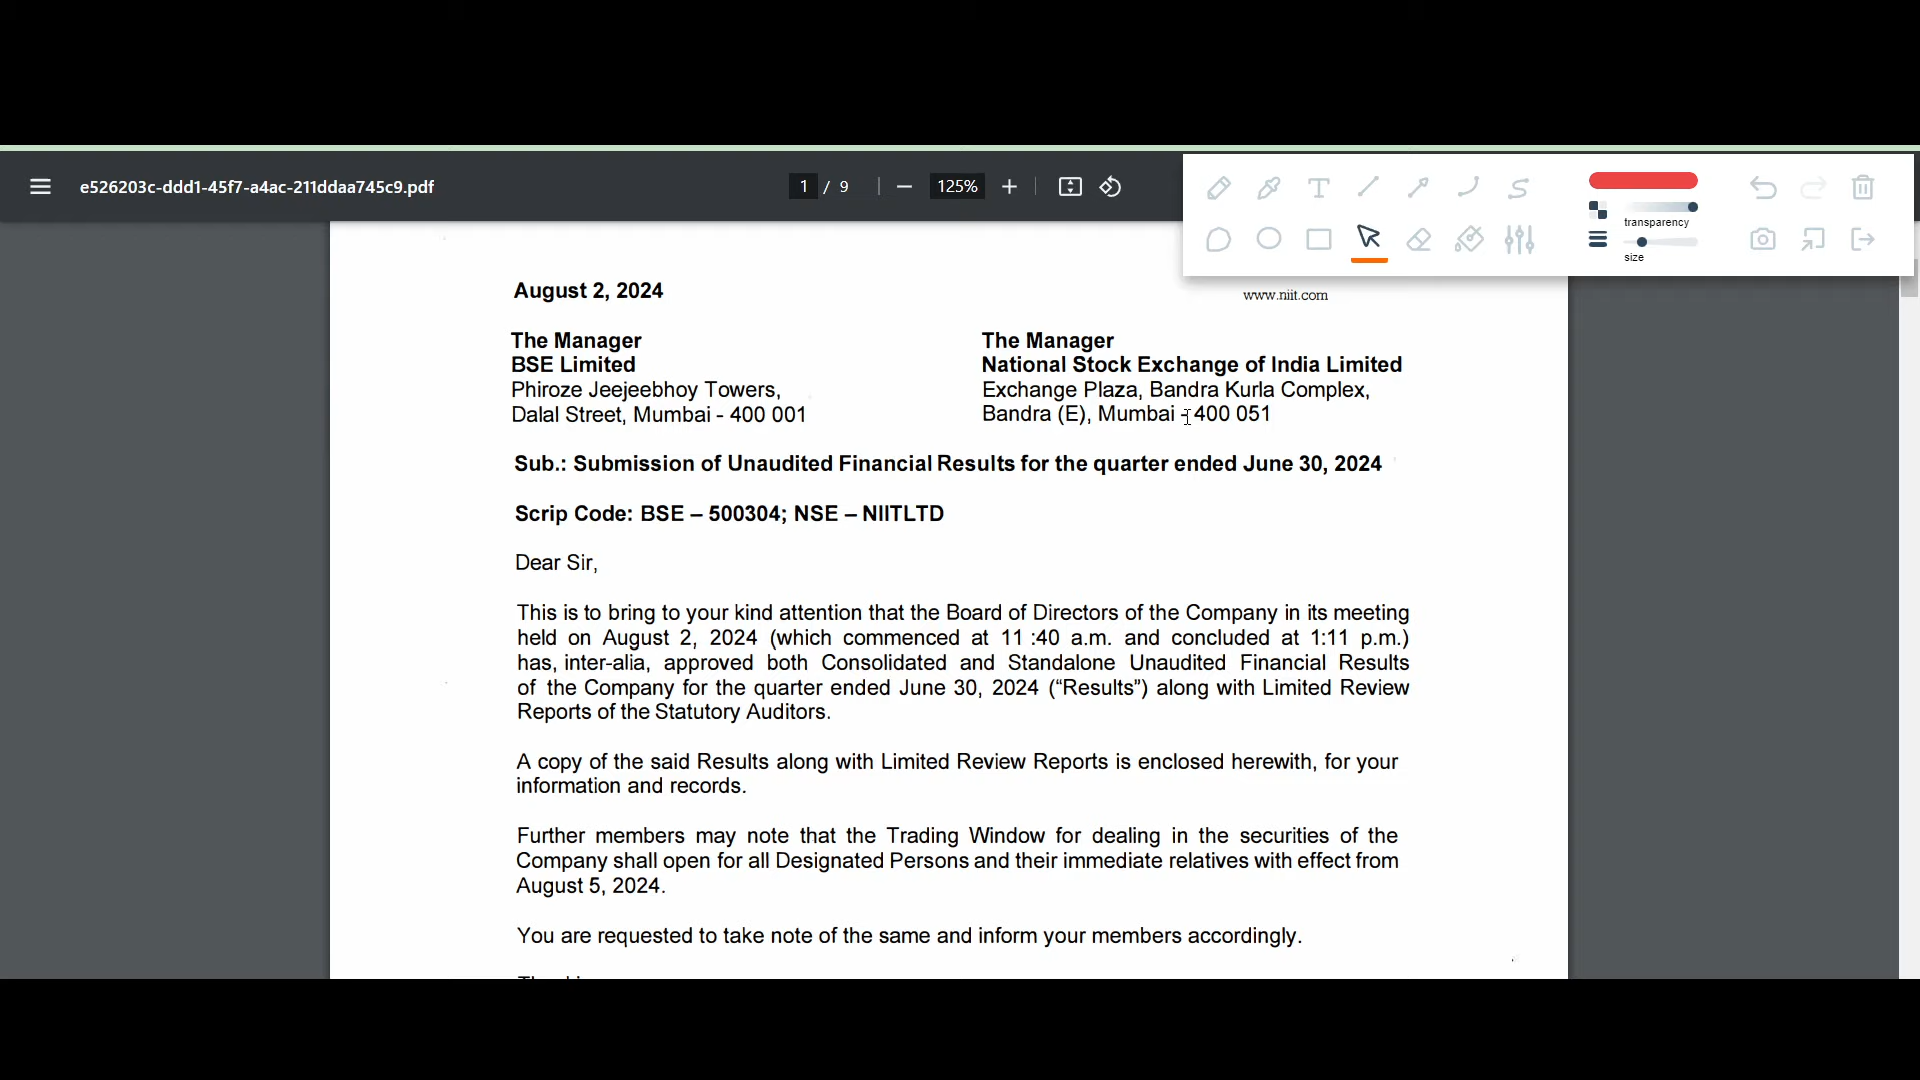 e526203c-ddd1-45f7-a4ac-211ddaa745c9.pdf
1 / 9
125%
transparency
size
www.niit.com
August 2, 2024
The Manager
BSE Limited
Phiroze Jeejeebhoy Towers,
Dalal Street, Mumbai - 400 001
The Manager
National Stock Exchange of India Limited
Exchange Plaza, Bandra Kurla Complex,
Bandra (E), Mumbai - 400 051
Sub.: Submission of Unaudited Financial Results for the quarter ended June 30, 2024
Scrip Code: BSE – 500304; NSE – NIITLTD
Dear Sir,
This is to bring to your kind attention that the Board of Directors of the Company in its meeting
held on August 2, 2024 (which commenced at 11 :40 a.m. and concluded at 1:11 p.m.)
has, inter-alia, approved both Consolidated and Standalone Unaudited Financial Results
of the Company for the quarter ended June 30, 2024 (“Results”) along with Limited Review
Reports of the Statutory Auditors.
A copy of the said Results along with Limited Review Reports is enclosed herewith, for your
information and records.
Further members may note that the Trading Window for dealing in the securities of the
Company shall open for all Designated Persons and their immediate relatives with effect from
August 5, 2024.
You are requested to take note of the same and inform your members accordingly.